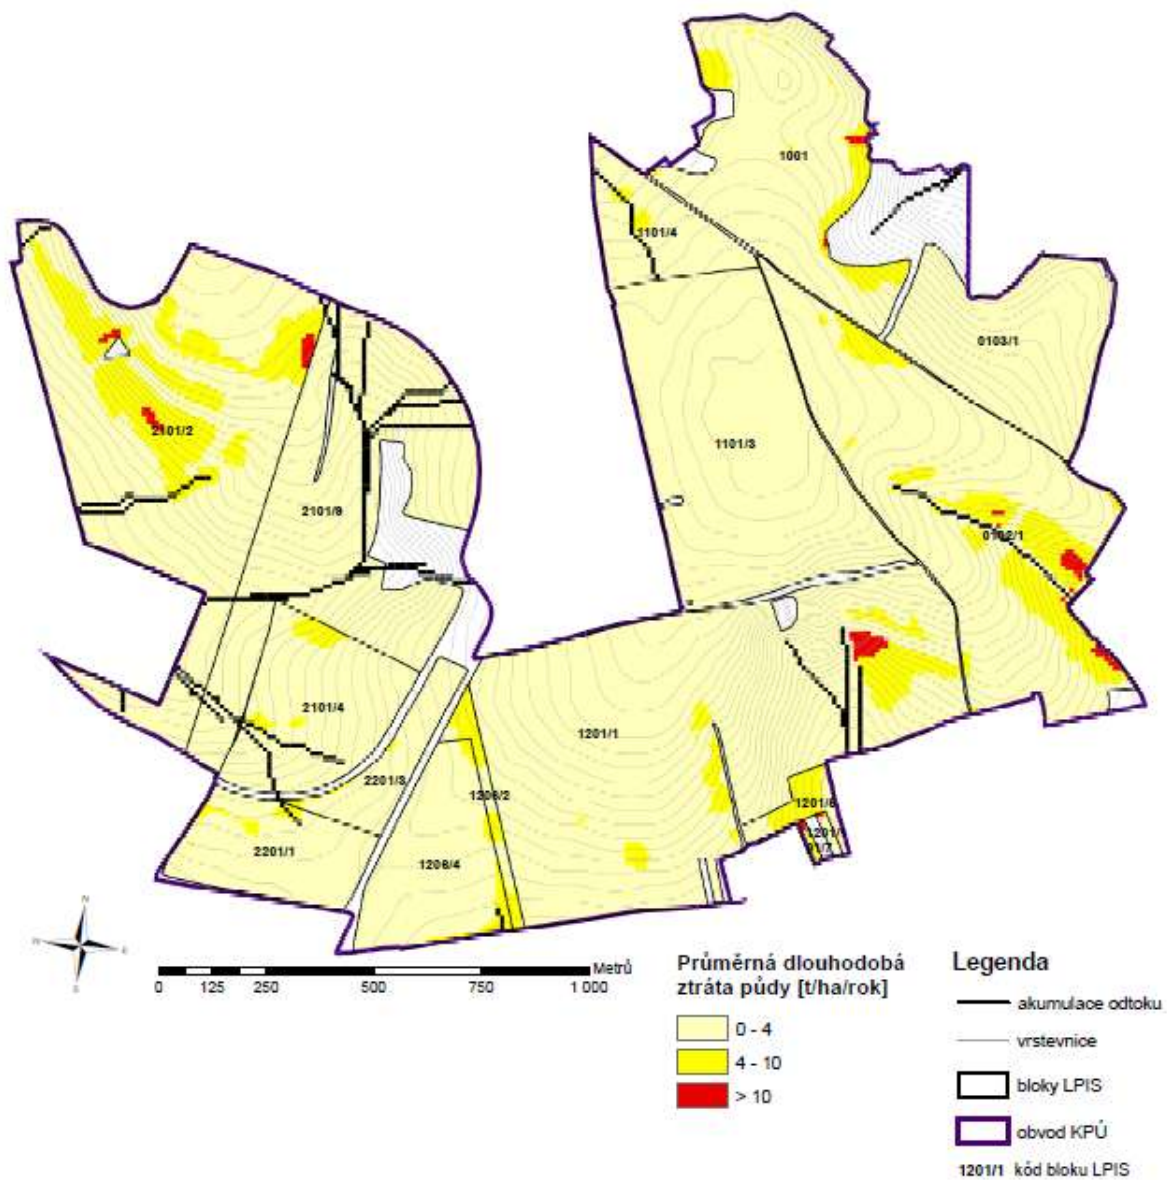 1001
1101/4
0103/1
1101/3
2101/2
2101/9
0102/1
2101/4
1201/1
2201/3
1206/2
1201/6
2201/1
1206/4
N
W
E
S
Metrů
0 125 250 500 750 1 000
Průměrná dlouhodobá
ztráta půdy [t/ha/rok]
0 - 4
4 - 10
> 10
Legenda
akumulace odtoku
vrstevnice
bloky LPIS
obvod KPÚ
1201/1 kód bloku LPIS